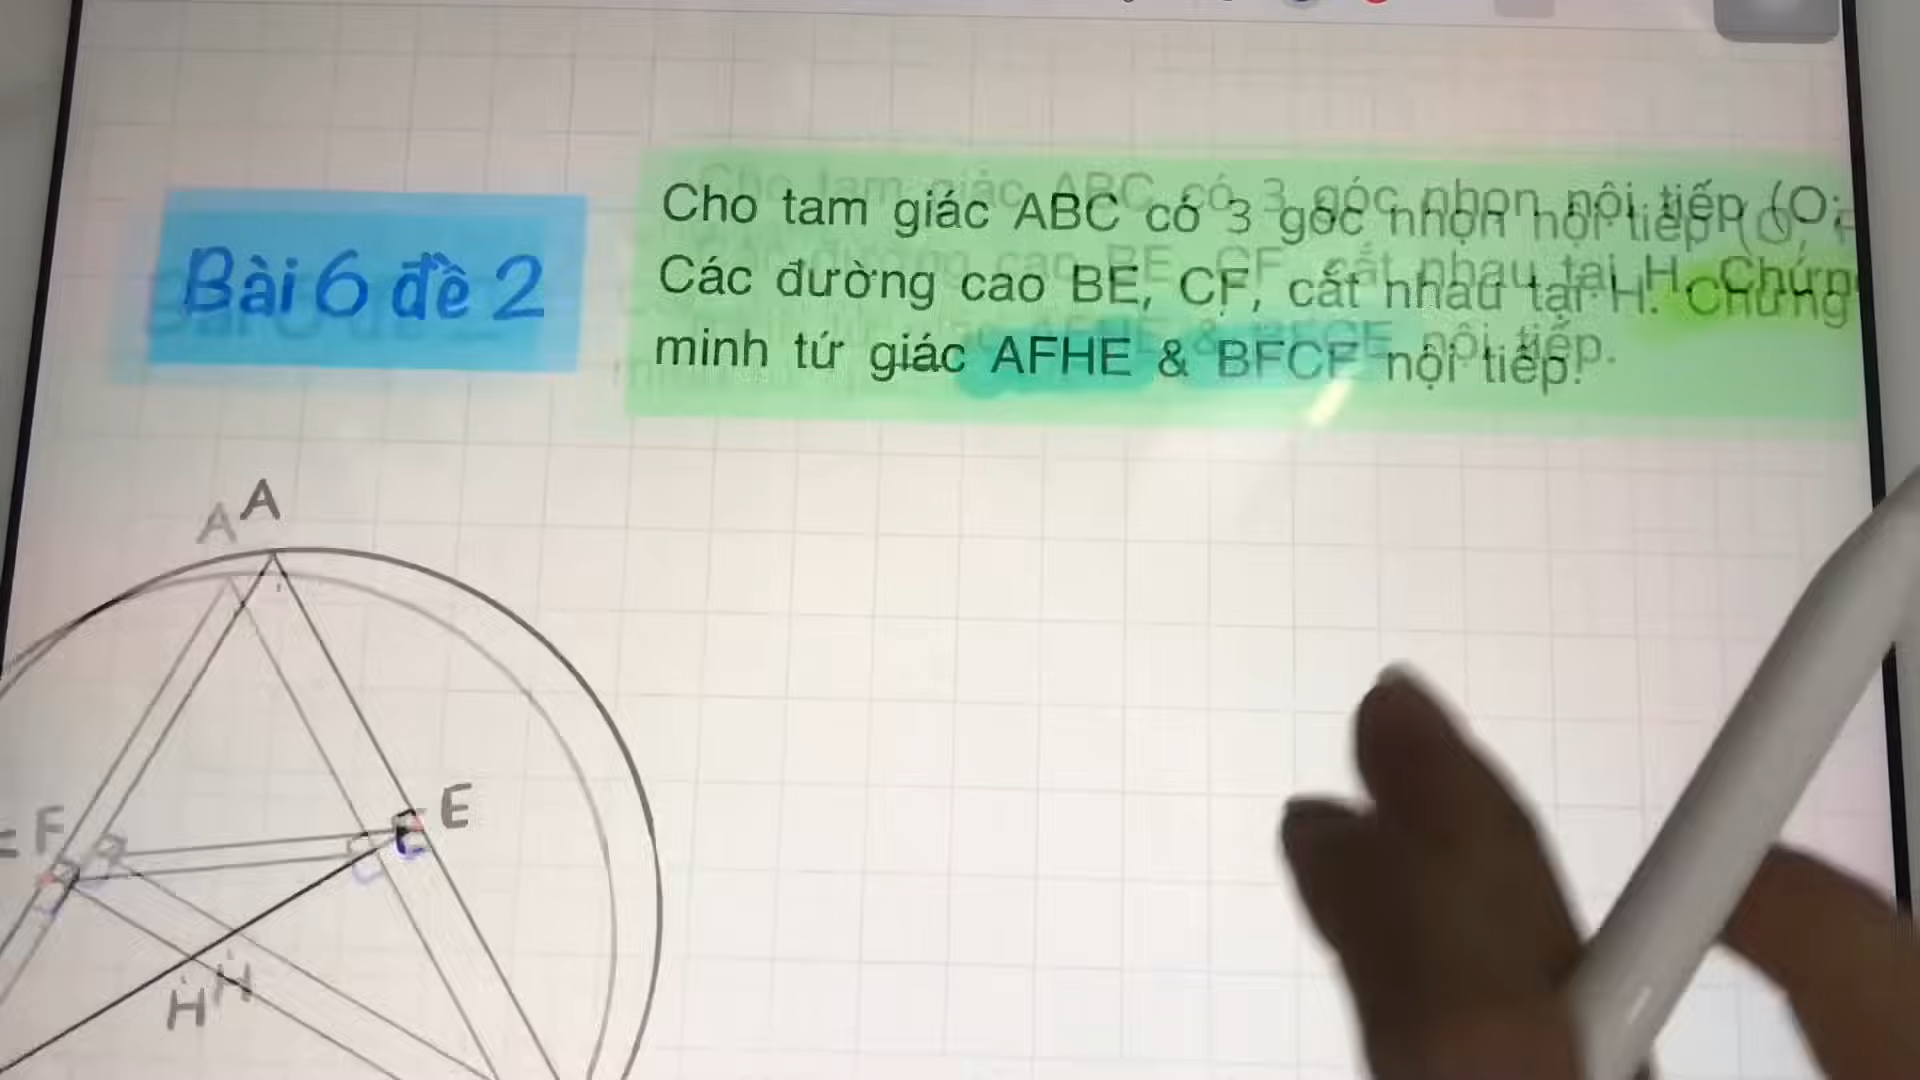 Bài 6 đề 2
Cho tam giác ABC có 3 góc nhọn nội tiếp (O;
Các đường cao BE, CF, cắt nhau tại H. Chứng
minh tứ giác AFHE & BFCE nội tiếp.
A
E
F
H